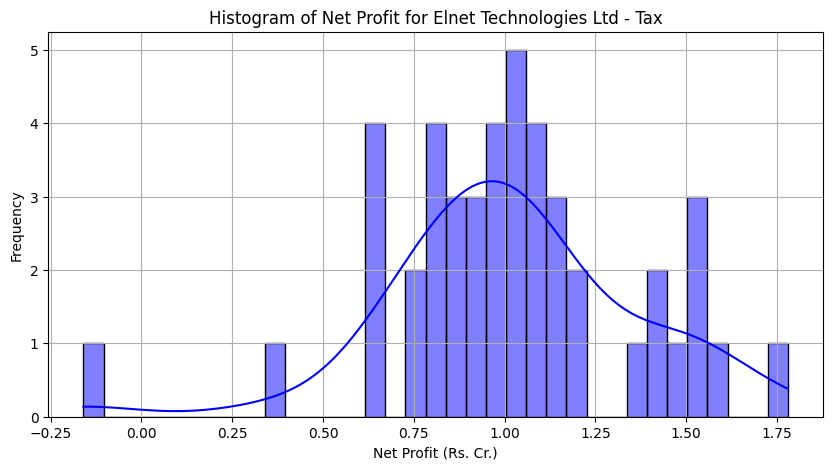 Histogram of Net Profit for Elnet Technologies Ltd - Tax
Frequency
5
4
3
2
1
0
−0.25 0.00 0.25 0.50 0.75 1.00 1.25 1.50 1.75
Net Profit (Rs. Cr.)